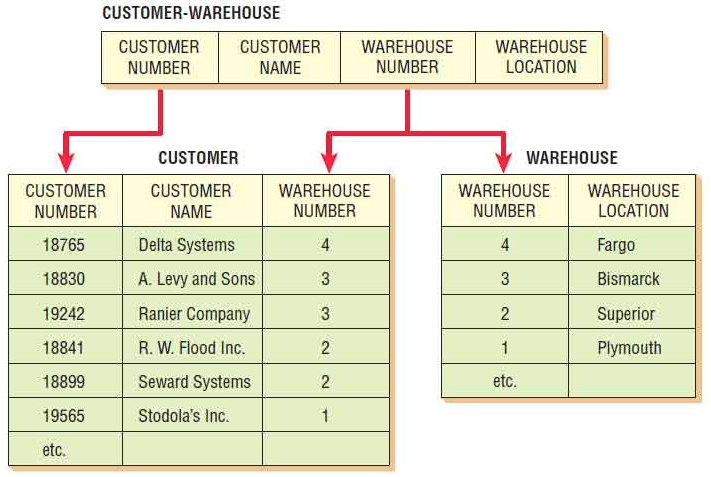 CUSTOMER-WAREHOUSE
CUSTOMER NUMBER CUSTOMER NAME WAREHOUSE NUMBER WAREHOUSE LOCATION
CUSTOMER
CUSTOMER NUMBER CUSTOMER NAME WAREHOUSE NUMBER
18765 Delta Systems 4
18830 A. Levy and Sons 3
19242 Ranier Company 3
18841 R. W. Flood Inc. 2
18899 Seward Systems 2
19565 Stodola's Inc. 1
etc.
WAREHOUSE
WAREHOUSE NUMBER WAREHOUSE LOCATION
4 Fargo
3 Bismarck
2 Superior
1 Plymouth
etc.